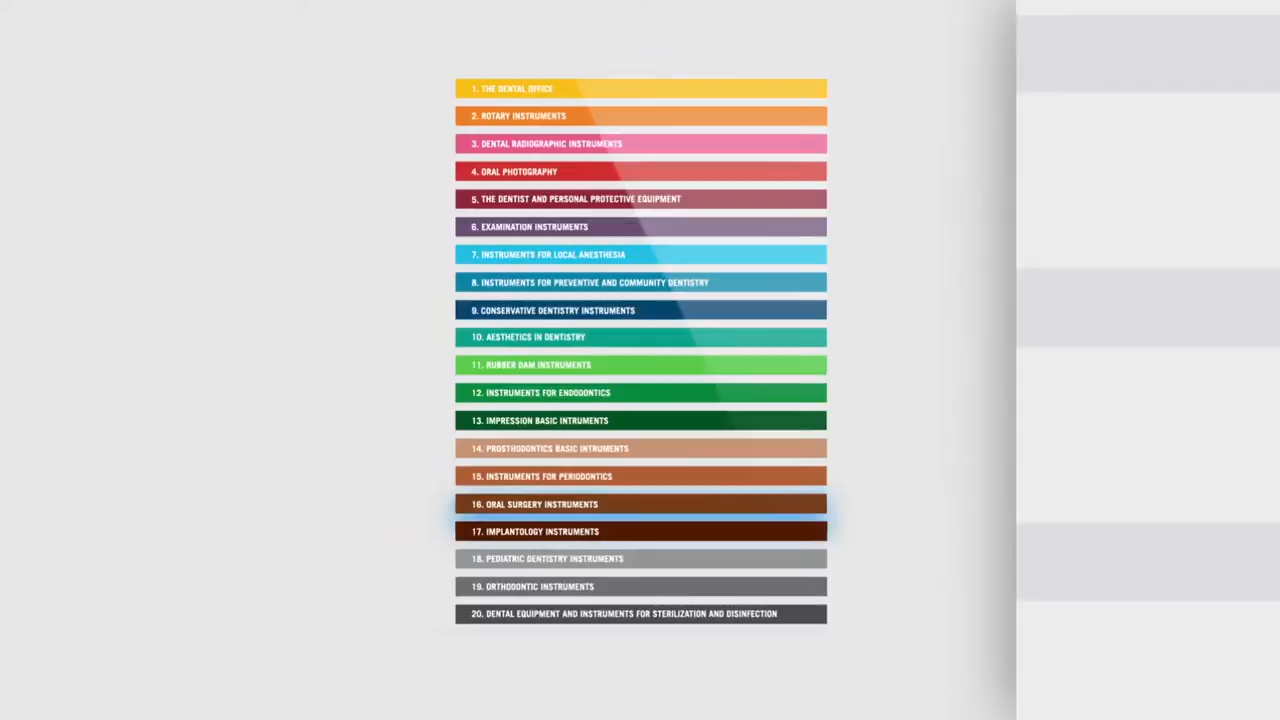 1. THE DENTAL OFFICE
2. ROTARY INSTRUMENTS
3. DENTAL RADIOGRAPHIC INSTRUMENTS
4. ORAL PHOTOGRAPHY
5. THE DENTIST AND PERSONAL PROTECTIVE EQUIPMENT
6. EXAMINATION INSTRUMENTS
7. INSTRUMENTS FOR LOCAL ANESTHESIA
8. INSTRUMENTS FOR PREVENTIVE AND COMMUNITY DENTISTRY
9. CONSERVATIVE DENTISTRY INSTRUMENTS
10. AESTHETICS IN DENTISTRY
11. RUBBER DAM INSTRUMENTS
12. INSTRUMENTS FOR ENDODONTICS
13. IMPRESSION BASIC INTRUMENTS
14. PROSTHODONTICS BASIC INTRUMENTS
15. INSTRUMENTS FOR PERIODONTICS
16. ORAL SURGERY INSTRUMENTS
17. IMPLANTOLOGY INSTRUMENTS
18. PEDIATRIC DENTISTRY INSTRUMENTS
19. ORTHODONTIC INSTRUMENTS
20. DENTAL EQUIPMENT AND INSTRUMENTS FOR STERILIZATION AND DISINFECTION